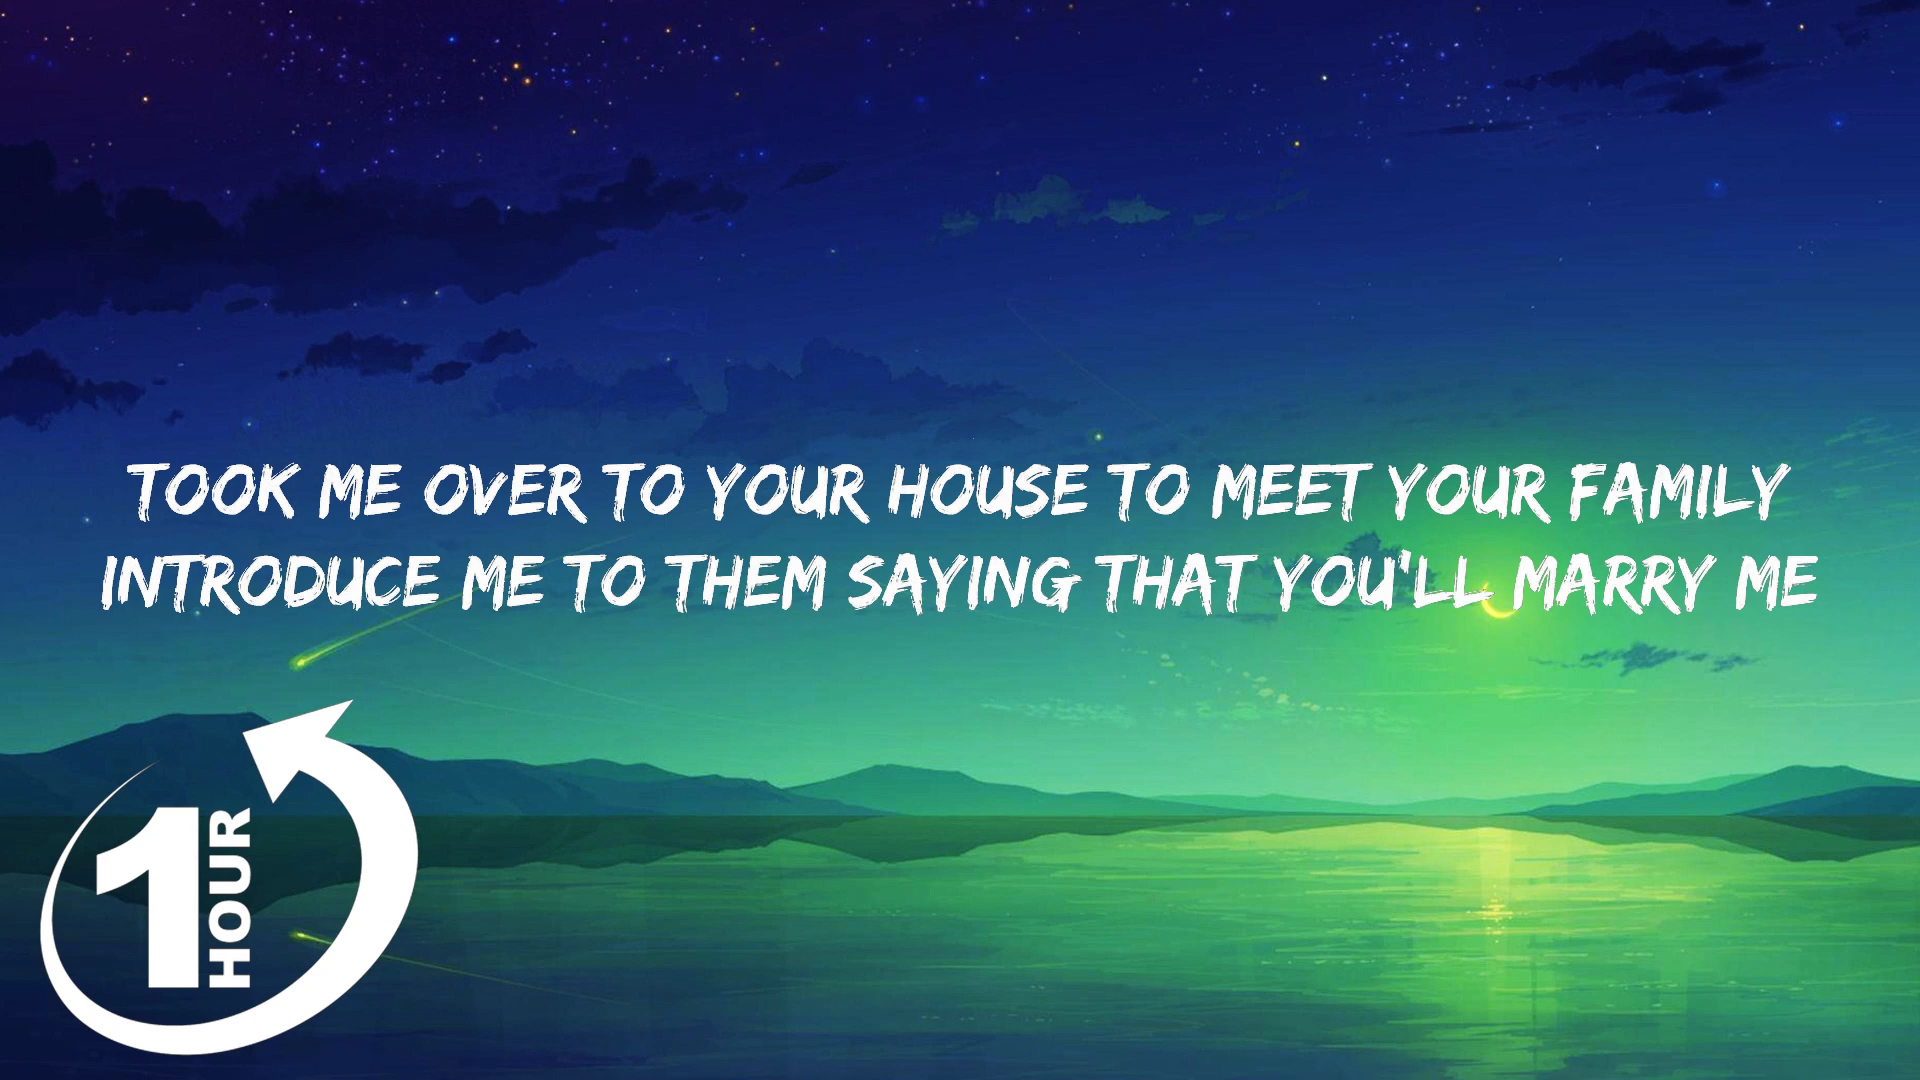 TOOK ME OVER TO YOUR HOUSE TO MEET YOUR FAMILY
INTRODUCE ME TO THEM SAYING THAT YOU'LL MARRY ME
1 HOUR